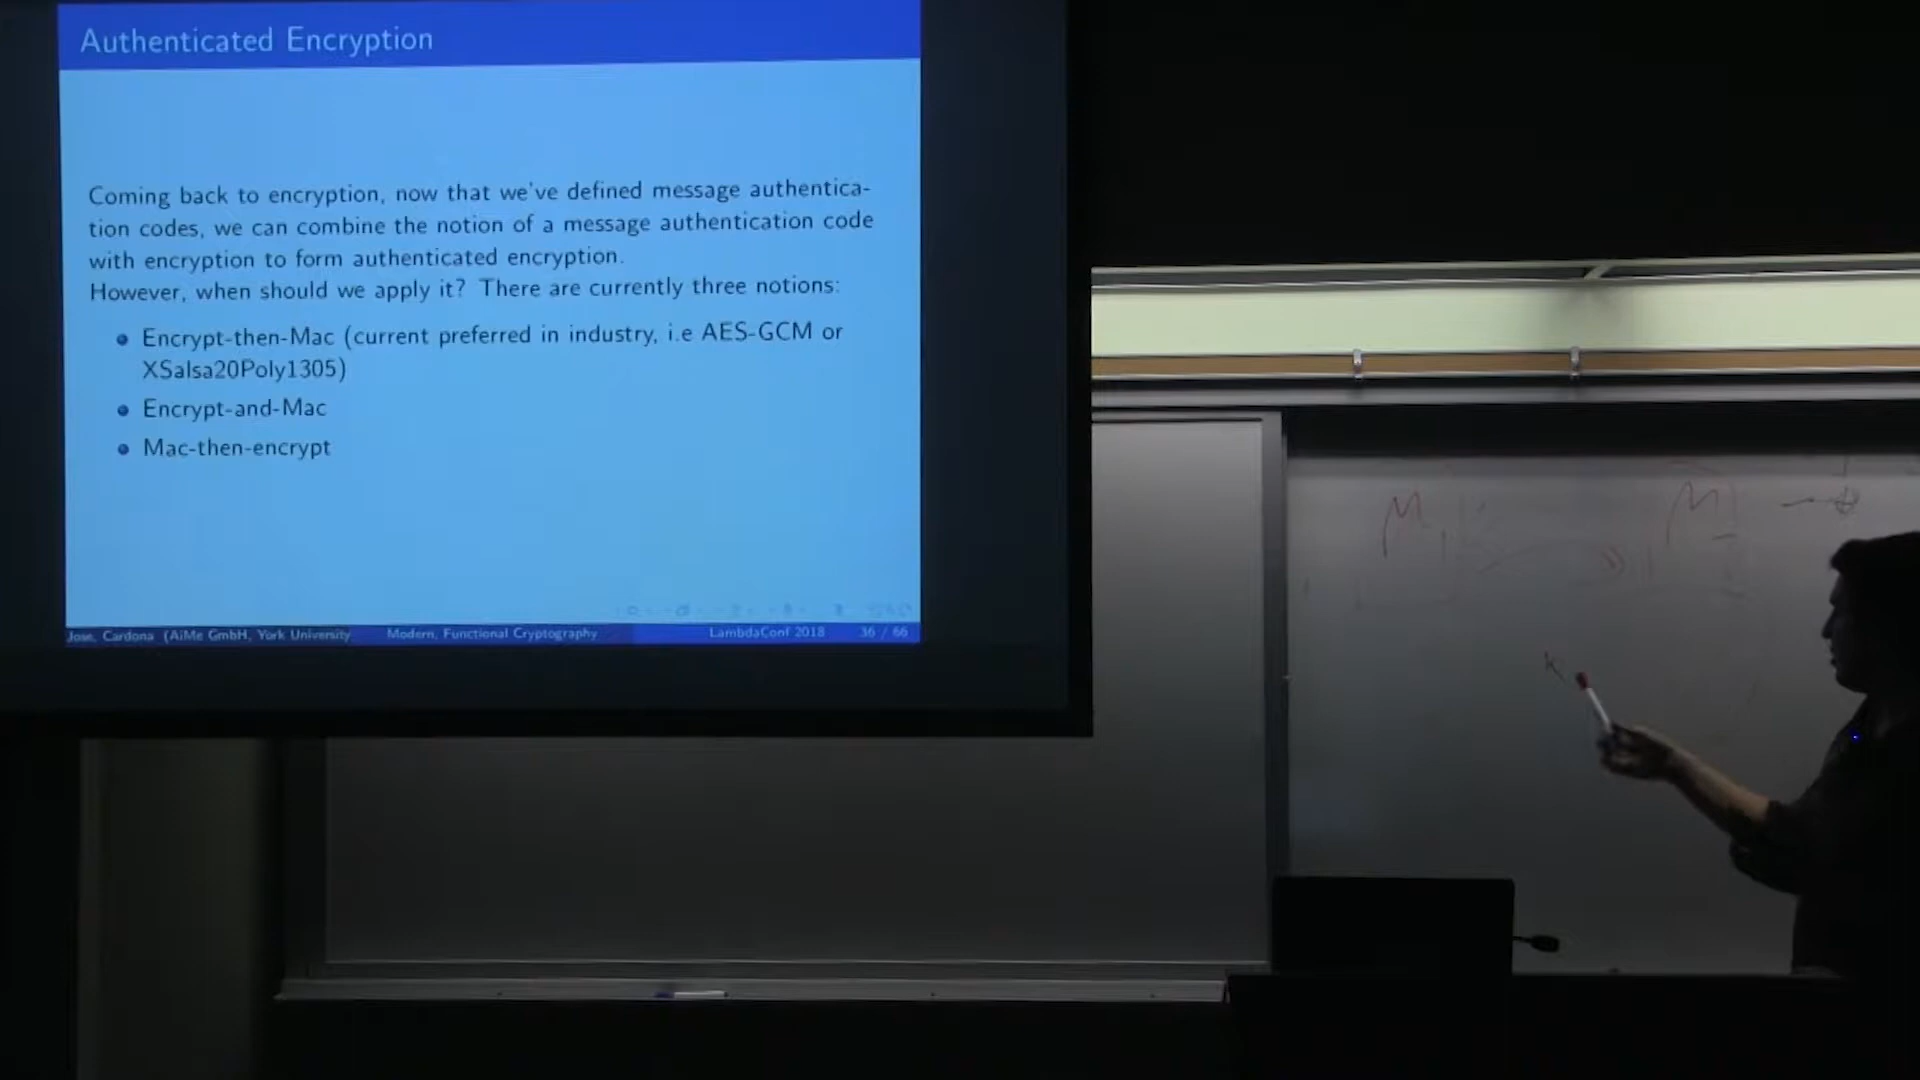 Authenticated Encryption
Coming back to encryption, now that we've defined message authentica-
tion codes, we can combine the notion of a message authentication code
with encryption to form authenticated encryption.
However, when should we apply it? There are currently three notions:
Encrypt-then-Mac (current preferred in industry, i.e AES-GCM or
XSalsa20Poly1305)
Encrypt-and-Mac
Mac-then-encrypt
Jose, Cardona (AiMe GmbH, York University Modern, Functional Cryptography LambdaConf 2018 36 / 66
M M
K